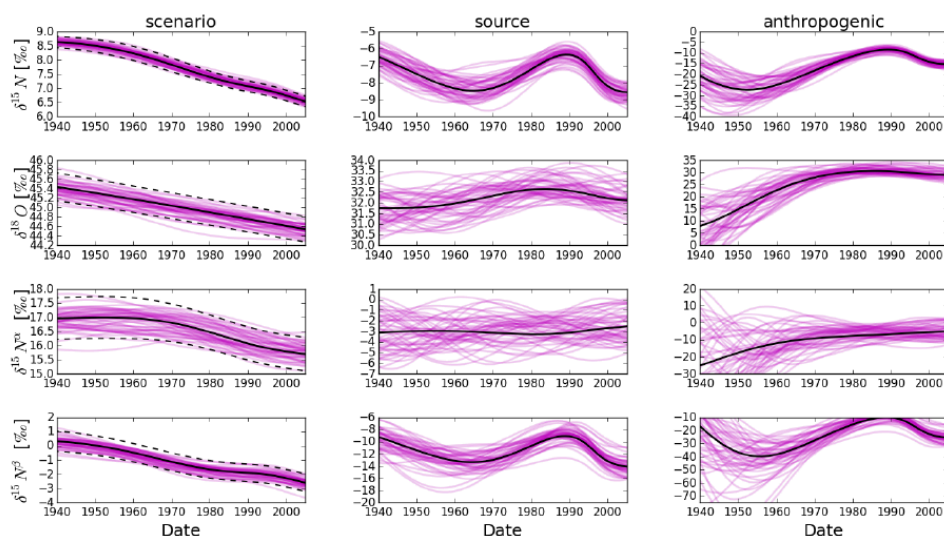 scenario source anthropogenic
δ¹⁵ N [‰]
9.0 8.5 8.0 7.5 7.0 6.5 6.0
1940 1950 1960 1970 1980 1990 2000
−5 −6 −7 −8 −9 −10
1940 1950 1960 1970 1980 1990 2000
0 −5 −10 −15 −20 −25 −30 −35 −40
1940 1950 1960 1970 1980 1990 2000
δ¹⁸ O [‰]
46.0 45.8 45.6 45.4 45.2 45.0 44.8 44.6 44.4 44.2
1940 1950 1960 1970 1980 1990 2000
34.0 33.5 33.0 32.5 32.0 31.5 31.0 30.5 30.0
1940 1950 1960 1970 1980 1990 2000
35 30 25 20 15 10 5 0
1940 1950 1960 1970 1980 1990 2000
δ¹⁵ N^α [‰]
18.0 17.5 17.0 16.5 16.0 15.5 15.0
1940 1950 1960 1970 1980 1990 2000
1 0 −1 −2 −3 −4 −5 −6 −7
1940 1950 1960 1970 1980 1990 2000
20 10 0 −10 −20 −30
1940 1950 1960 1970 1980 1990 2000
δ¹⁵ N^β [‰]
2 1 0 −1 −2 −3 −4
1940 1950 1960 1970 1980 1990 2000
−6 −8 −10 −12 −14 −16 −18 −20
1940 1950 1960 1970 1980 1990 2000
−10 −20 −30 −40 −50 −60 −70
1940 1950 1960 1970 1980 1990 2000
Date Date Date